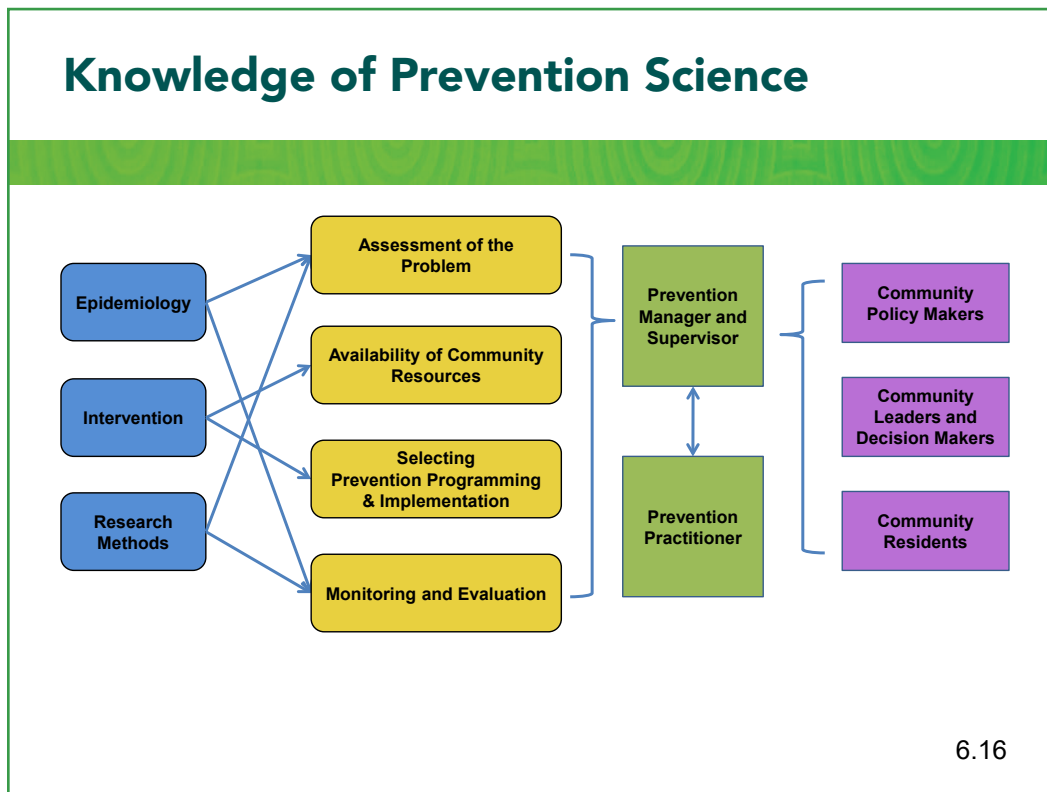 Knowledge of Prevention Science
Epidemiology
Intervention
Research
Methods
Assessment of the
Problem
Availability of Community
Resources
Selecting
Prevention Programming
& Implementation
Monitoring and Evaluation
Prevention
Manager and
Supervisor
Prevention
Practitioner
Community
Policy Makers
Community
Leaders and
Decision Makers
Community
Residents
6.16